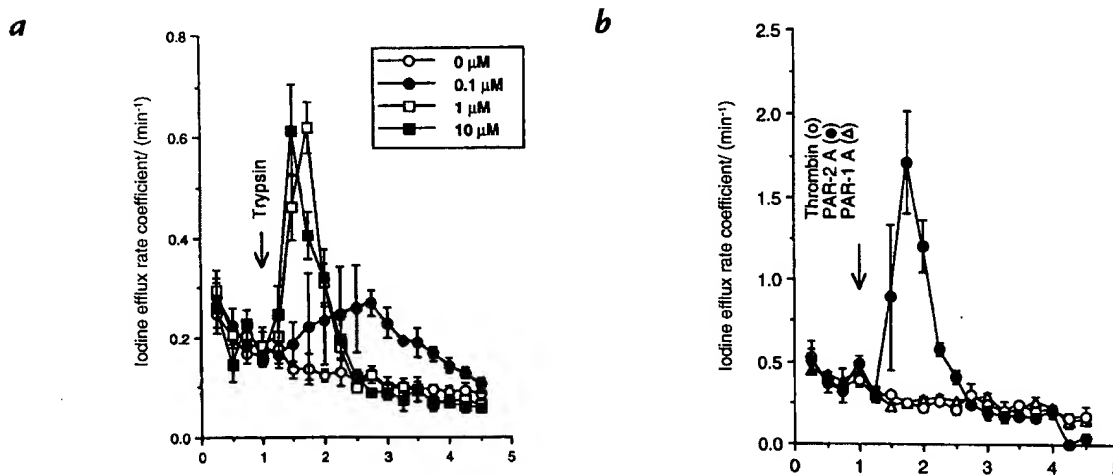 a
Iodine efflux rate coefficient/ (min⁻¹)
0.8
0.6
0.4
0.2
0.0
0 1 2 3 4 5
Trypsin
0 μM
0.1 μM
1 μM
10 μM
b
Iodine efflux rate coefficient/ (min⁻¹)
2.5
2.0
1.5
1.0
0.5
0.0
0 1 2 3 4
Thrombin (o)
PAR-2 A (●)
PAR-1 A (Δ)